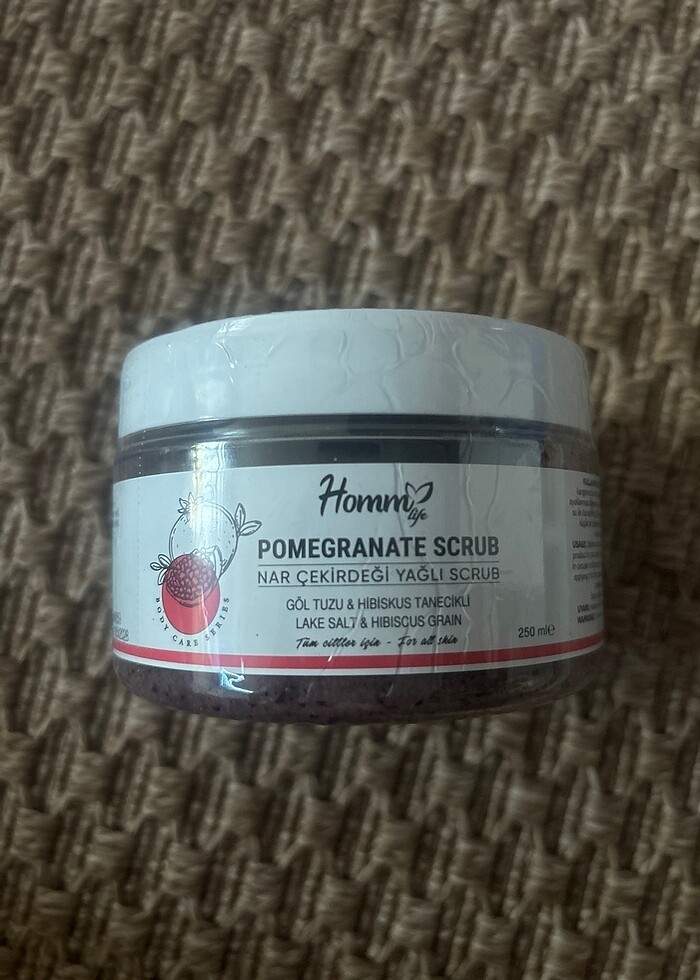 Homm
life
POMEGRANATE SCRUB
NAR ÇEKİRDEĞİ YAĞLI SCRUB
GÖL TUZU & HİBİSKUS TANECİKLİ
LAKE SALT & HIBISCUS GRAIN
Tüm ciltler için - For all skin
250 ml e
BODY CARE SERIES